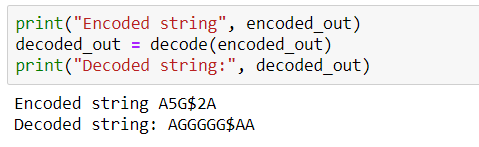 print("Encoded string", encoded_out)
decoded_out = decode(encoded_out)
print("Decoded string:", decoded_out)
Encoded string A5G$2A
Decoded string: AGGGGG$AA